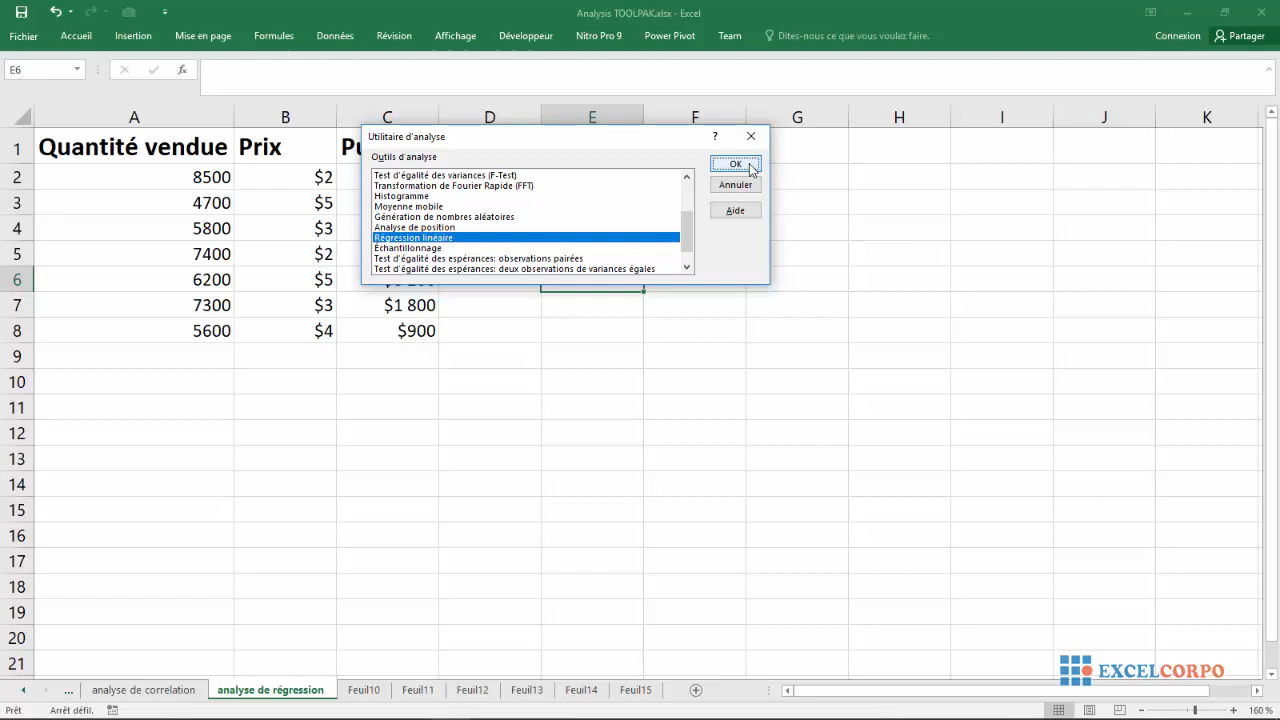 Analysis TOOLPAK.xlsx - Excel
Fichier Accueil Insertion Mise en page Formules Données Révision Affichage Développeur Nitro Pro 9 Power Pivot Team Dites-nous ce que vous voulez faire. Connexion Partager
E6 fx
A B C D E F G H I J K
1 Quantité vendue Prix
8500 $2
3 4700 $5
4 5800 $3
5 7400 $2
6 6200 $5
7 7300 $3 $1 800
8 5600 $4 $900
9
10
11
12
13
14
15
16
17
18
19
20
21
Utilitaire d'analyse ?
Outils d'analyse
Test d'égalité des variances (F-Test)
Transformation de Fourier Rapide (FFT)
Histogramme
Moyenne mobile
Génération de nombres aléatoires
Analyse de position
Régression linéaire
Échantillonnage
Test d'égalité des espérances: observations pairées
Test d'égalité des espérances: deux observations de variances égales
OK
Annuler
Aide
EXCELCORPO
... analyse de correlation analyse de régression Feuil10 Feuil11 Feuil12 Feuil13 Feuil14 Feuil15
Prêt Arrêt défil. 160 %